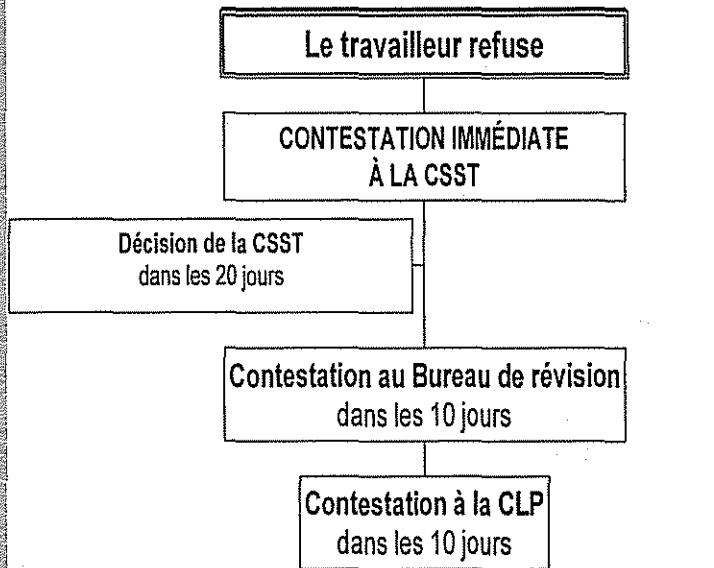 Le travailleur refuse
CONTESTATION IMMÉDIATE
À LA CSST
Décision de la CSST
dans les 20 jours
Contestation au Bureau de révision
dans les 10 jours
Contestation à la CLP
dans les 10 jours